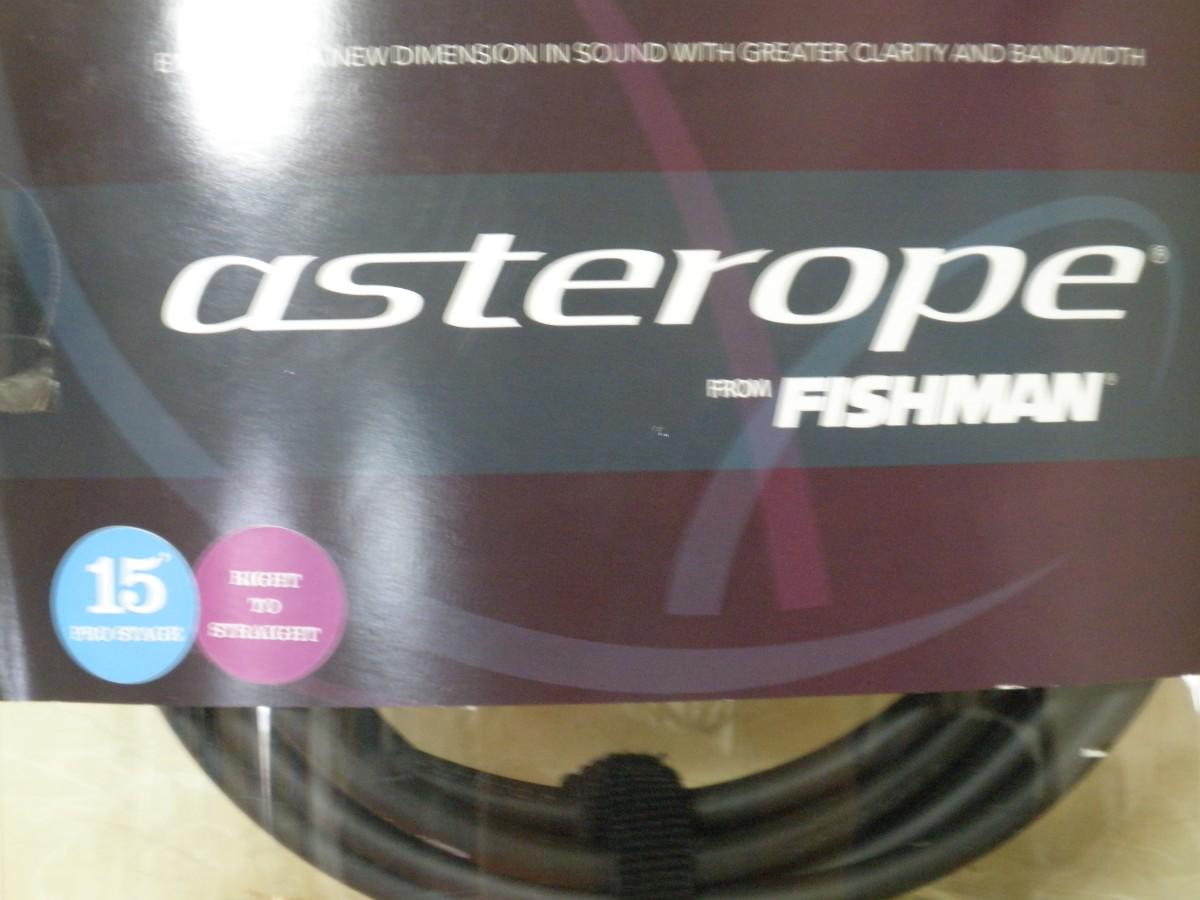 A NEW DIMENSION IN SOUND WITH GREATER CLARITY AND BANDWIDTH
asterope®
FROM FISHMAN®
15"
PRO STAGE
RIGHT
TO
STRAIGHT